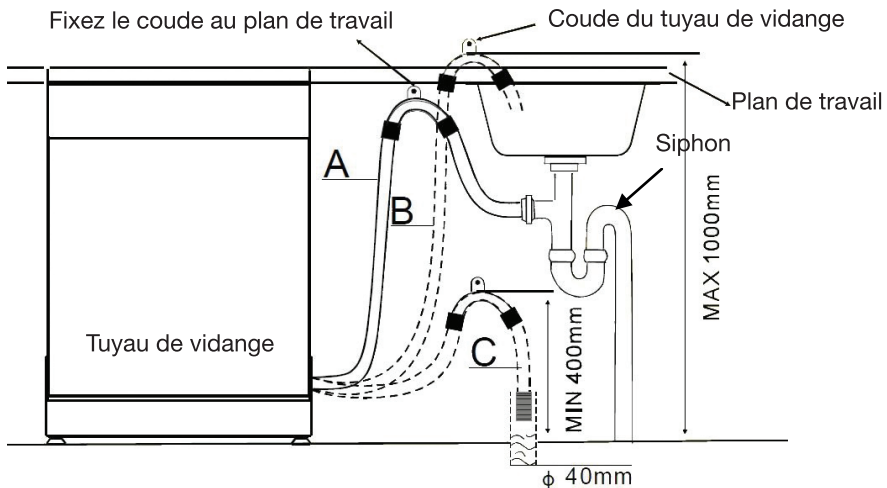 Fixez le coude au plan de travail
Coude du tuyau de vidange
Plan de travail
Siphon
A
B
MAX 1000mm
Tuyau de vidange
C
MIN 400mm
ϕ 40mm